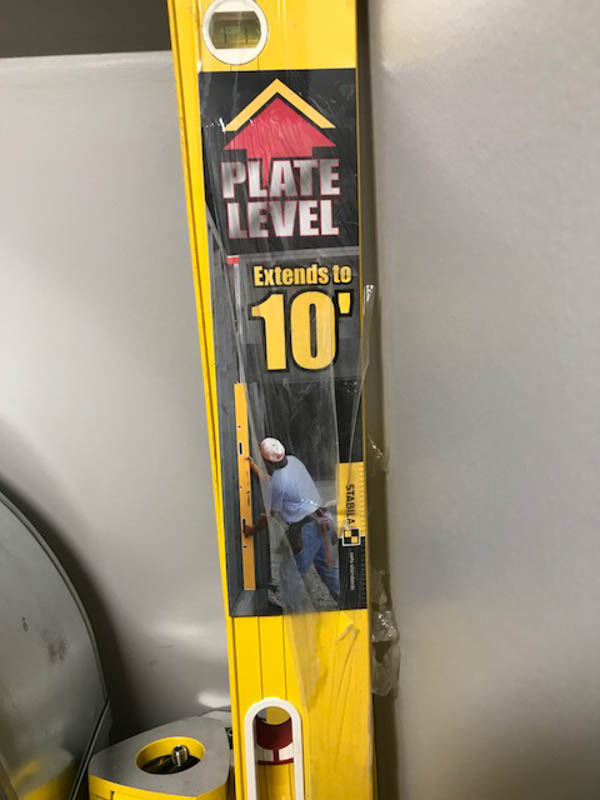 PLATE
LEVEL
Extends to
10'
STABILA